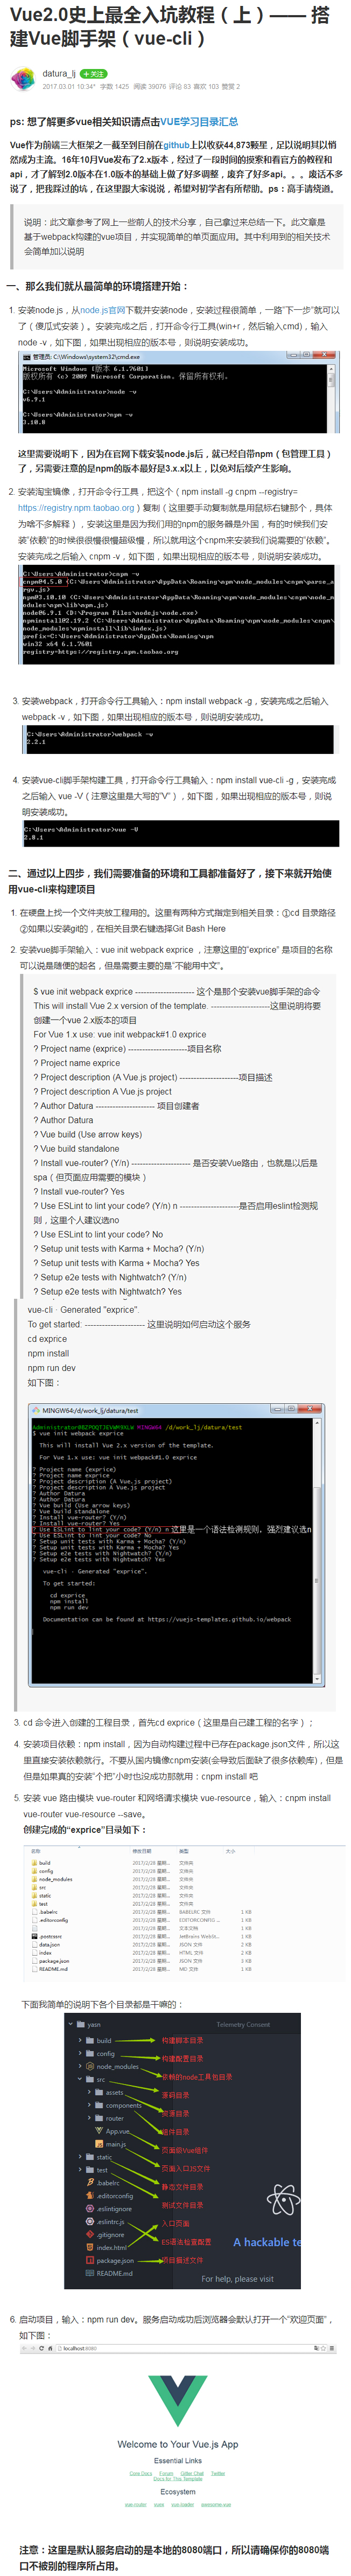 Vue2.0史上最全入坑教程（上）—— 搭
建Vue脚手架（vue-cli）
datura_lj
+关注
2017.03.01 10:34* 字数 1425 阅读 39076 评论 83 喜欢 103 赞赏 2
ps: 想了解更多vue相关知识请点击VUE学习目录汇总
Vue作为前端三大框架之一截至到目前在github上以收获44,873颗星，足以说明其以悄
然成为主流。16年10月Vue发布了2.x版本，经过了一段时间的摸索和看官方的教程和
api，才了解到2.0版本在1.0版本的基础上做了好多调整，废弃了好多api。。。废话不多
说了，把我踩过的坑，在这里跟大家说说，希望对初学者有所帮助。ps：高手请绕道。
说明：此文章参考了网上一些前人的技术分享，自己拿过来总结一下。此文章是
基于webpack构建的vue项目，并实现简单的单页面应用。其中利用到的相关技术
会简单加以说明
一、那么我们就从最简单的环境搭建开始：
1. 安装node.js，从node.js官网下载并安装node，安装过程很简单，一路"下一步"就可以
了（傻瓜式安装）。安装完成之后，打开命令行工具(win+r，然后输入cmd)，输入
node -v，如下图，如果出现相应的版本号，则说明安装成功。
管理员: C:\Windows\system32\cmd.exe
Microsoft Windows [版本 6.1.7601]
版权所有 (c) 2009 Microsoft Corporation。保留所有权利。
C:\Users\Administrator>node -v
v6.9.1
C:\Users\Administrator>npm -v
3.10.8
这里需要说明下，因为在官网下载安装node.js后，就已经自带npm（包管理工具）
了，另需要注意的是npm的版本最好是3.x.x以上，以免对后续产生影响。
2. 安装淘宝镜像，打开命令行工具，把这个（npm install -g cnpm --registry=
https://registry.npm.taobao.org）复制（这里要手动复制就是用鼠标右键那个，具体
为啥不多解释），安装这里是因为我们用的npm的服务器是外国，有的时候我们安
装"依赖"的时候很很慢很慢超级慢，所以就用这个cnpm来安装我们说需要的"依赖"。
安装完成之后输入 cnpm -v，如下图，如果出现相应的版本号，则说明安装成功。
C:\Users\Administrator>cnpm -v
cnpm@4.5.0 (C:\Users\Administrator\AppData\Roaming\npm\node_modules\cnpm\parse_a
rgv.js)
npm@3.10.10 (C:\Users\Administrator\AppData\Roaming\npm\node_modules\cnpm\node_m
odules\npm\lib\npm.js)
node@6.9.1 (D:\Program Files\nodejs\node.exe)
npminstall@2.19.2 (C:\Users\Administrator\AppData\Roaming\npm\node_modules\cnpm\
node_modules\npminstall\lib\index.js)
prefix=C:\Users\Administrator\AppData\Roaming\npm
win32 x64 6.1.7601
registry=https://registry.npm.taobao.org
3. 安装webpack，打开命令行工具输入：npm install webpack -g，安装完成之后输入
webpack -v，如下图，如果出现相应的版本号，则说明安装成功。
C:\Users\Administrator>webpack -v
2.2.1
4. 安装vue-cli脚手架构建工具，打开命令行工具输入：npm install vue-cli -g，安装完成
之后输入 vue -V（注意这里是大写的"V"），如下图，如果出现相应的版本号，则说
明安装成功。
C:\Users\Administrator>vue -V
2.8.1
二、通过以上四步，我们需要准备的环境和工具都准备好了，接下来就开始使
用vue-cli来构建项目
1. 在硬盘上找一个文件夹放工程用的。这里有两种方式指定到相关目录：①cd 目录路径
②如果以安装git的，在相关目录右键选择Git Bash Here
2. 安装vue脚手架输入：vue init webpack exprice ，注意这里的"exprice" 是项目的名称
可以说是随便的起名，但是需要主要的是"不能用中文"。
$ vue init webpack exprice --------------------- 这个是那个安装vue脚手架的命令
This will install Vue 2.x version of the template. ---------------------这里说明将要
创建一个vue 2.x版本的项目
For Vue 1.x use: vue init webpack#1.0 exprice
? Project name (exprice) ---------------------项目名称
? Project name exprice
? Project description (A Vue.js project) ---------------------项目描述
? Project description A Vue.js project
? Author Datura --------------------- 项目创建者
? Author Datura
? Vue build (Use arrow keys)
? Vue build standalone
? Install vue-router? (Y/n) --------------------- 是否安装Vue路由，也就是以后是
spa（但页面应用需要的模块）
? Install vue-router? Yes
? Use ESLint to lint your code? (Y/n) n ---------------------是否启用eslint检测规
则，这里个人建议选no
? Use ESLint to lint your code? No
? Setup unit tests with Karma + Mocha? (Y/n)
? Setup unit tests with Karma + Mocha? Yes
? Setup e2e tests with Nightwatch? (Y/n)
? Setup e2e tests with Nightwatch? Yes
vue-cli · Generated "exprice".
To get started: --------------------- 这里说明如何启动这个服务
cd exprice
npm install
npm run dev
如下图：
MINGW64:/d/work_lj/datura/test
MINGW64 /d/work_lj/datura/test
$ vue init webpack exprice
This will install Vue 2.x version of the template.
For Vue 1.x use: vue init webpack#1.0 exprice
? Project name (exprice)
? Project name exprice
? Project description (A Vue.js project)
? Project description A Vue.js project
? Author Datura
? Author Datura
? Vue build (Use arrow keys)
? Vue build standalone
? Install vue-router? (Y/n)
? Install vue-router? Yes
? Use ESLint to lint your code? (Y/n) n 这里是一个语法检测规则，强烈建议选n
? Use ESLint to lint your code? No
? Setup unit tests with Karma + Mocha? (Y/n)
? Setup unit tests with Karma + Mocha? Yes
? Setup e2e tests with Nightwatch? (Y/n)
? Setup e2e tests with Nightwatch? Yes
vue-cli · Generated "exprice".
To get started:
cd exprice
npm install
npm run dev
Documentation can be found at https://vuejs-templates.github.io/webpack
3. cd 命令进入创建的工程目录，首先cd exprice（这里是自己建工程的名字）；
4. 安装项目依赖：npm install，因为自动构建过程中已存在package.json文件，所以这
里直接安装依赖就行。不要从国内镜像cnpm安装(会导致后面缺了很多依赖库)，但是
但是如果真的安装"个把"小时也没成功那就用：cnpm install 吧
5. 安装 vue 路由模块 vue-router 和网络请求模块 vue-resource，输入：cnpm install
vue-router vue-resource --save。
创建完成的"exprice"目录如下：
名称 修改日期 类型 大小
build 2017/2/28 星期... 文件夹
config 2017/2/28 星期... 文件夹
node_modules 2017/2/28 星期... 文件夹
src 2017/2/28 星期... 文件夹
static 2017/2/28 星期... 文件夹
test 2017/2/28 星期... 文件夹
.babelrc 2017/2/28 星期... BABELRC 文件 1 KB
.editorconfig 2017/2/28 星期... EDITORCONFIG ... 1 KB
2017/2/28 星期... 文本文档 1 KB
.postcssrc 2017/2/28 星期... JetBrains WebSt... 1 KB
data.json 2017/2/28 星期... JSON 文件 2 KB
index 2017/2/28 星期... HTML 文件 1 KB
package.json 2017/2/28 星期... JSON 文件 3 KB
README.md 2017/2/28 星期... MD 文件 1 KB
下面我简单的说明下各个目录都是干嘛的：
yasn
Telemetry Consent
build 构建脚本目录
config 构建配置目录
node_modules 依赖的node工具包目录
src 源码目录
assets 资源目录
components 组件目录
router
App.vue 页面级Vue组件
main.js 页面入口JS文件
static 静态文件目录
test 测试文件目录
.babelrc
.editorconfig 入口页面
.eslintignore
.eslintrc.js ES语法检查配置
.gitignore
index.html
package.json 项目描述文件
README.md
A hackable te
For help, please visit
6. 启动项目，输入：npm run dev。服务启动成功后浏览器会默认打开一个"欢迎页面"，
如下图：
localhost:8080
Welcome to Your Vue.js App
Essential Links
Core Docs Forum Gitter Chat Twitter
Docs for This Template
Ecosystem
vue-router vuex vue-loader awesome-vue
注意：这里是默认服务启动的是本地的8080端口，所以请确保你的8080端
口不被别的程序所占用。